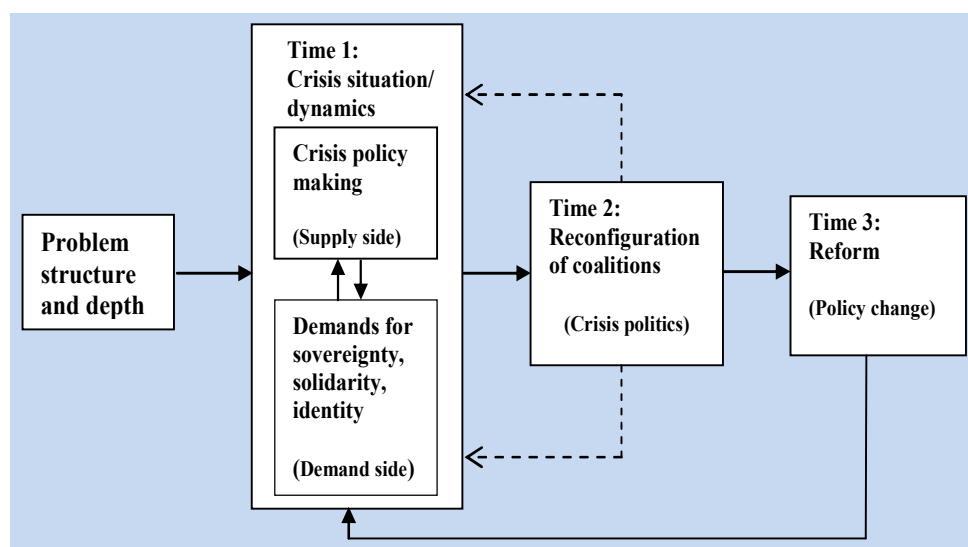 Problem
structure
and depth
Time 1:
Crisis situation/
dynamics
Crisis policy
making
(Supply side)
Demands for
sovereignty,
solidarity,
identity
(Demand side)
Time 2:
Reconfiguration
of coalitions
(Crisis politics)
Time 3:
Reform
(Policy change)